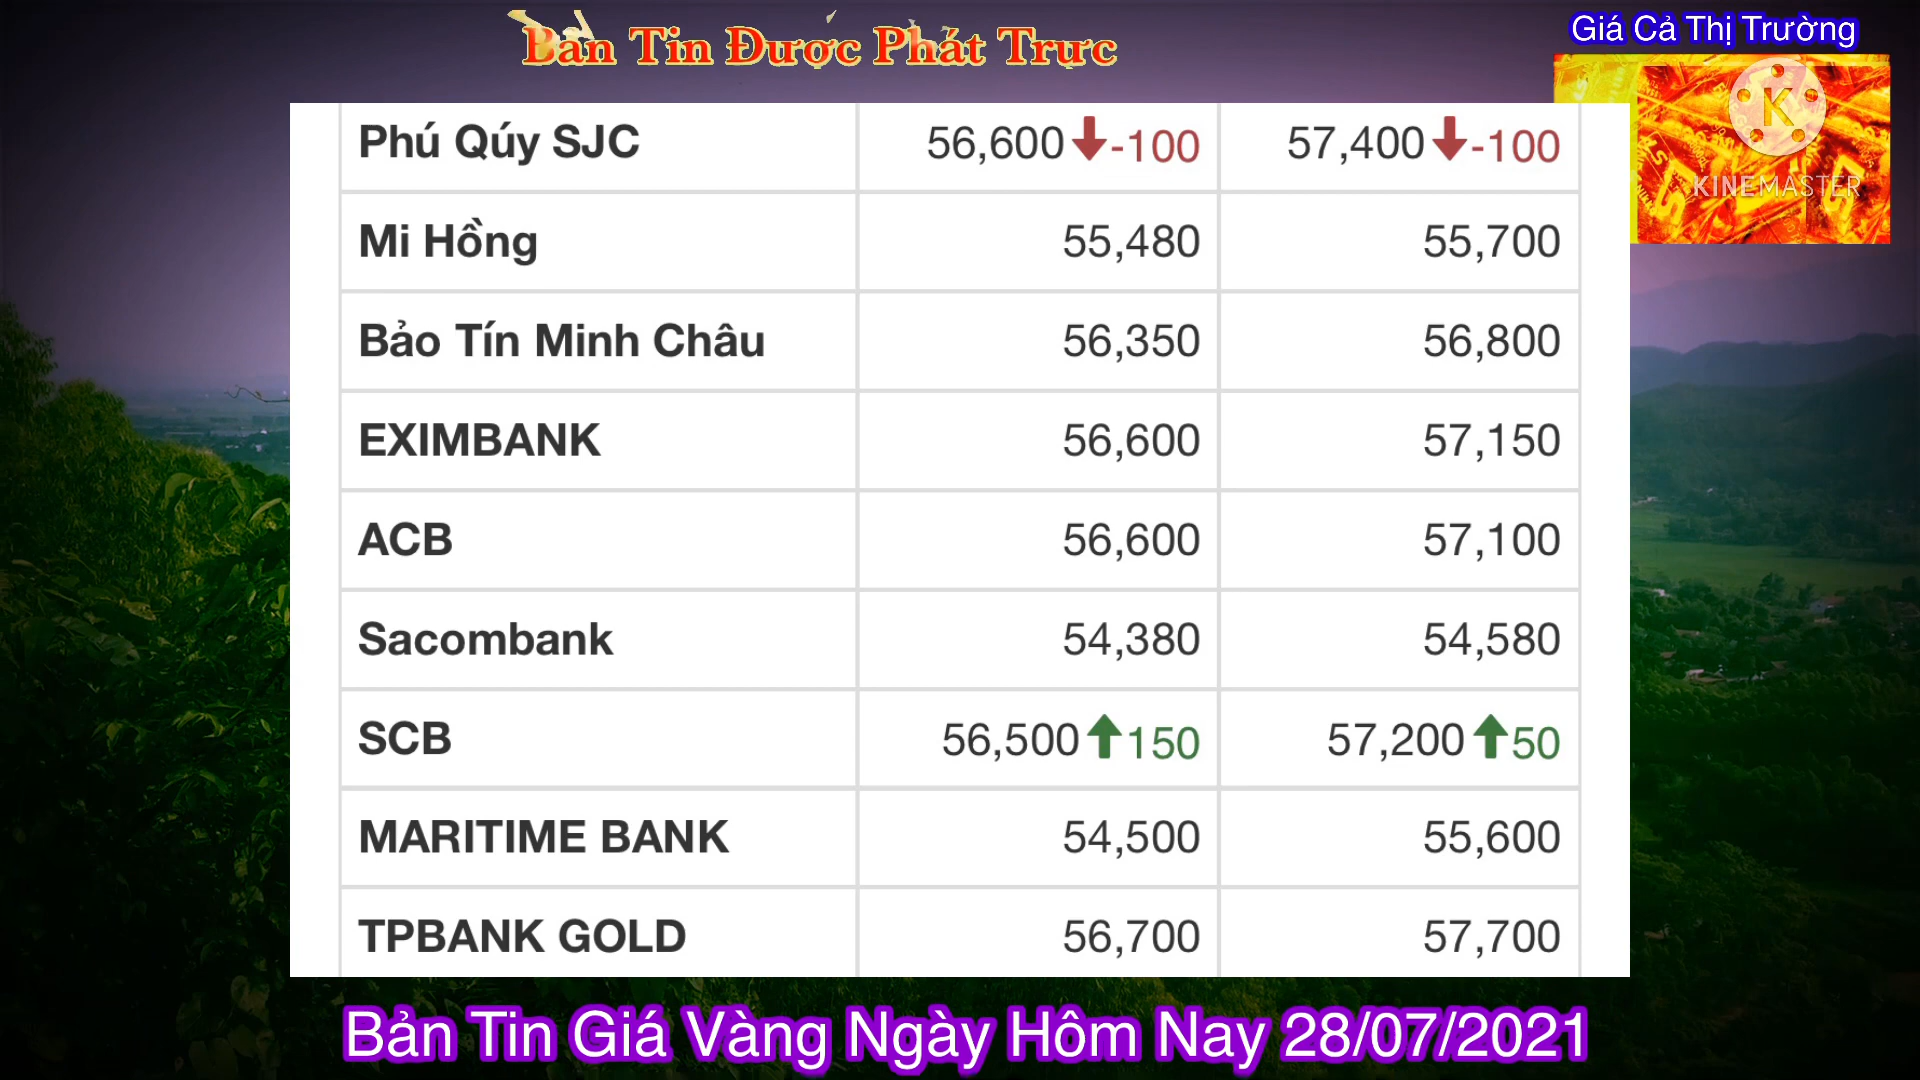 Bản Tin Được Phát Trực
Giá Cả Thị Trường
KINEMASTER
Phú Qúy SJC 56,600 -100 57,400 -100
Mi Hồng 55,480 55,700
Bảo Tín Minh Châu 56,350 56,800
EXIMBANK 56,600 57,150
ACB 56,600 57,100
Sacombank 54,380 54,580
SCB 56,500 150 57,200 50
MARITIME BANK 54,500 55,600
TPBANK GOLD 56,700 57,700
Bản Tin Giá Vàng Ngày Hôm Nay 28/07/2021